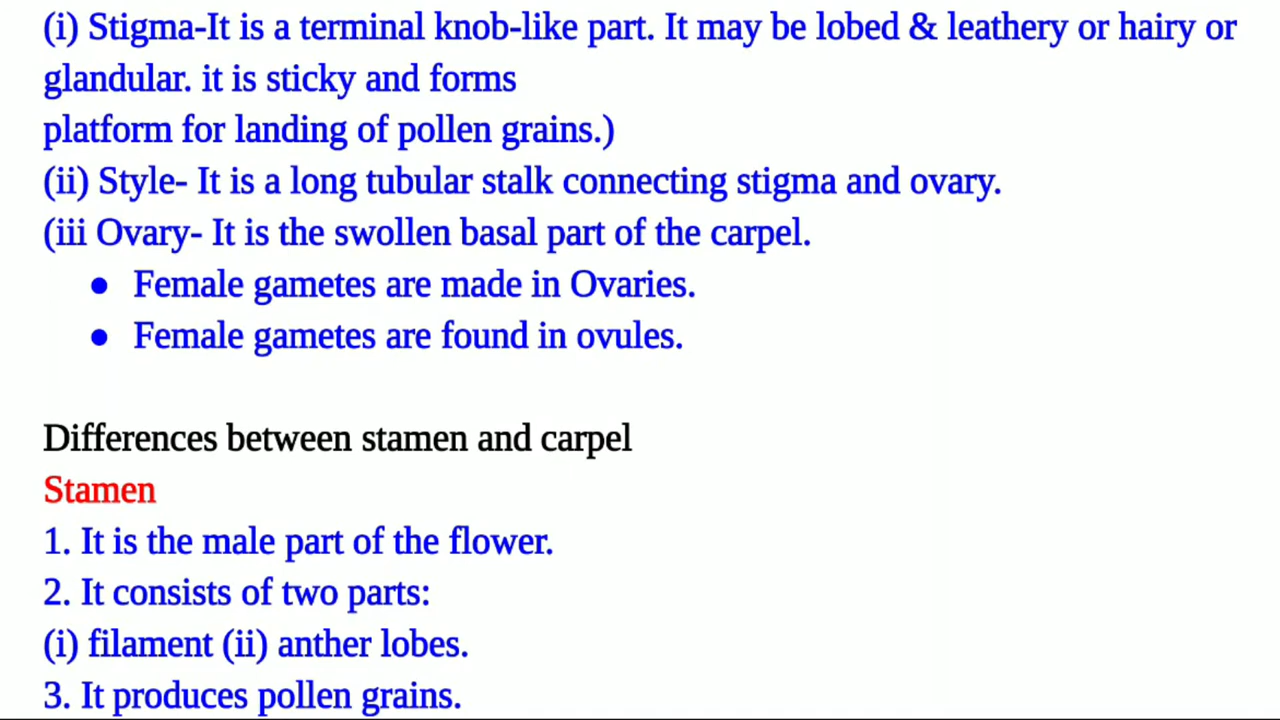 (i) Stigma-It is a terminal knob-like part. It may be lobed & leathery or hairy or
glandular. it is sticky and forms
platform for landing of pollen grains.)
(ii) Style- It is a long tubular stalk connecting stigma and ovary.
(iii Ovary- It is the swollen basal part of the carpel.
● Female gametes are made in Ovaries.
● Female gametes are found in ovules.
Differences between stamen and carpel
Stamen
1. It is the male part of the flower.
2. It consists of two parts:
(i) filament (ii) anther lobes.
3. It produces pollen grains.